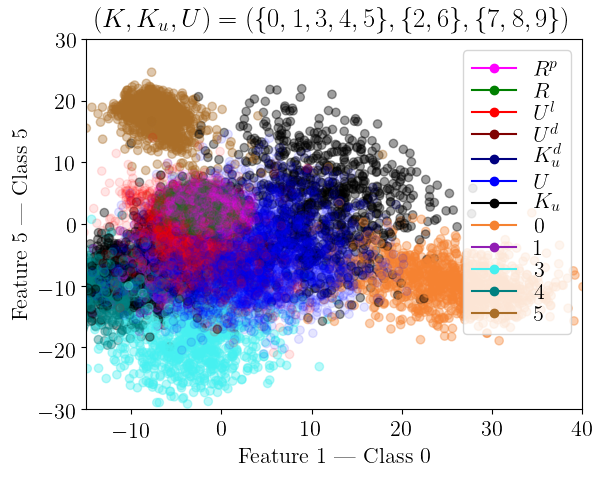 (K, K_u, U) = ({0, 1, 3, 4, 5}, {2, 6}, {7, 8, 9})
30
20
10
0
−10
−20
−30
Feature 5 — Class 5
R^p
R
U^l
U^d
K_u^d
U
K_u
0
1
3
4
5
−10
0
10
20
30
40
Feature 1 — Class 0